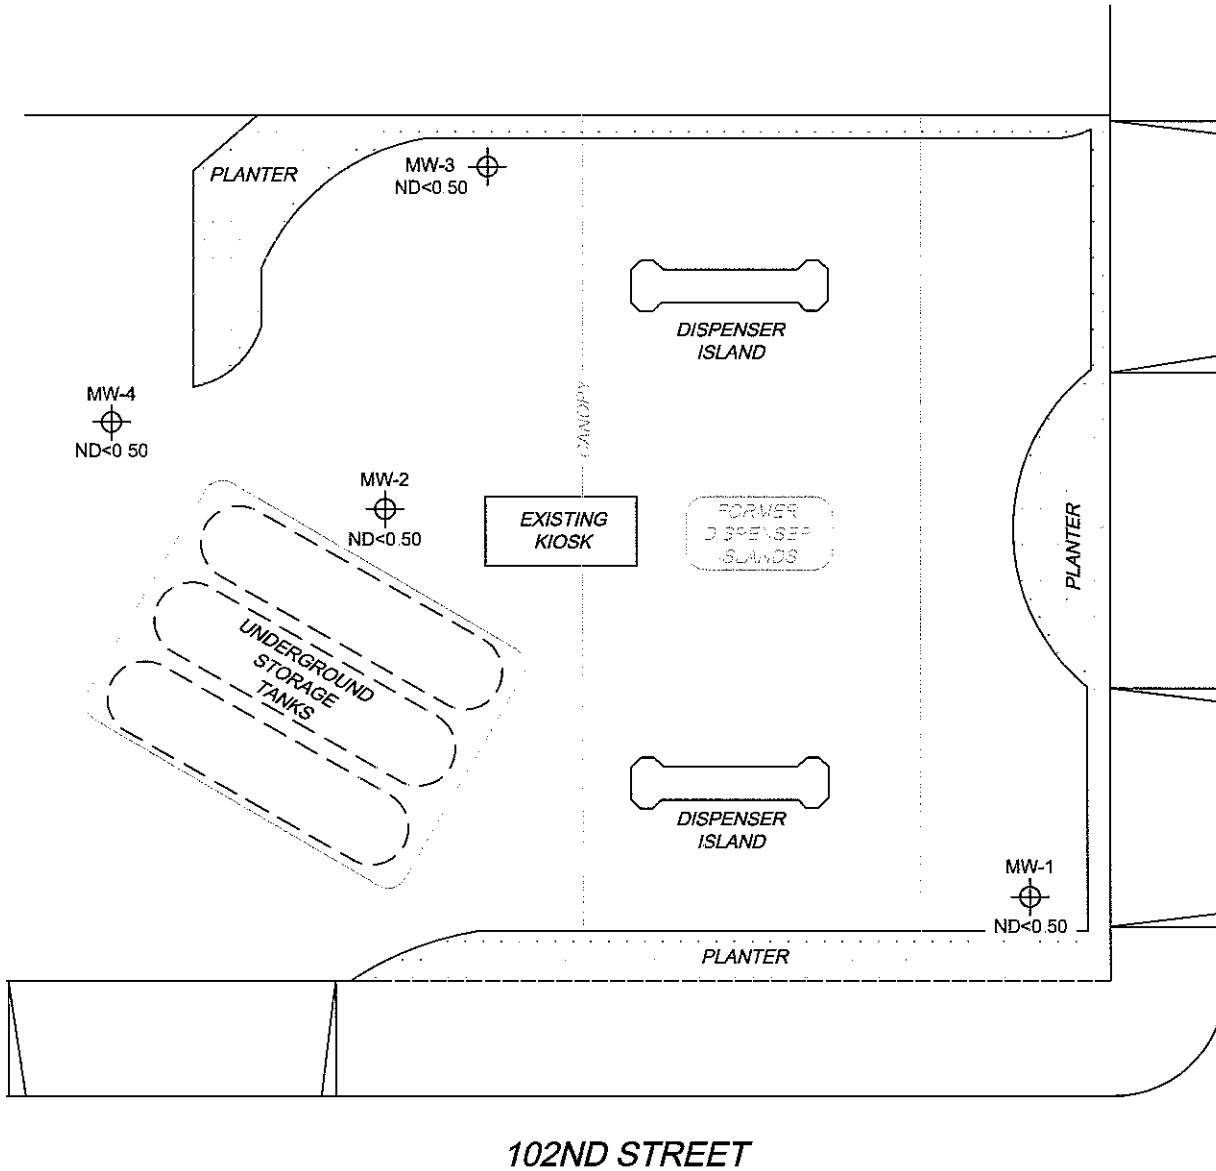 PLANTER
MW-3
ND<0.50
DISPENSER
ISLAND
MW-4
ND<0.50
CANOPY
MW-2
ND<0.50
EXISTING
KIOSK
FORMER
DISPENSER
ISLANDS
PLANTER
UNDERGROUND
STORAGE
TANKS
DISPENSER
ISLAND
MW-1
ND<0.50
PLANTER
102ND STREET